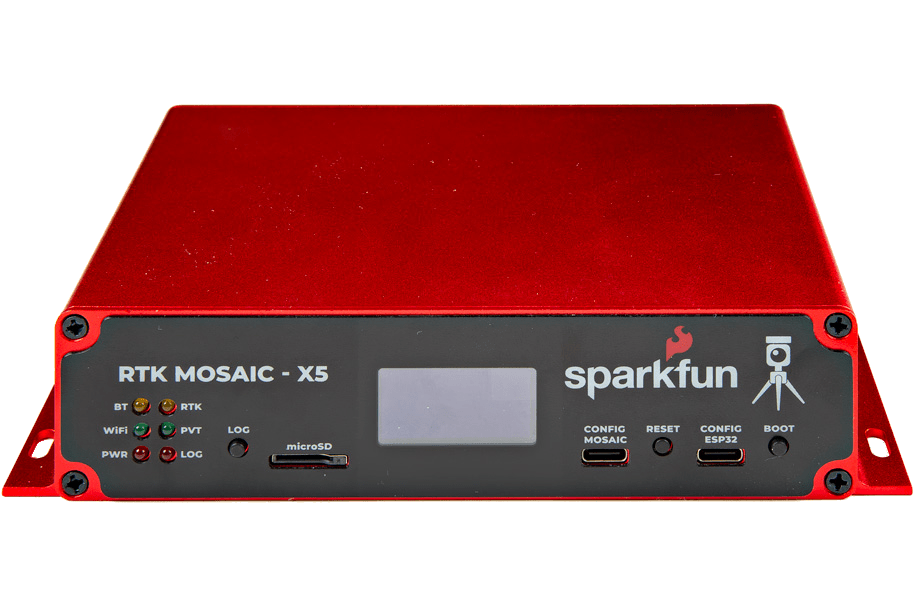 RTK MOSAIC - X5
sparkfun
BT RTK
WiFi PVT
PWR LOG
LOG
microSD
CONFIG
MOSAIC
RESET
CONFIG
ESP32
BOOT